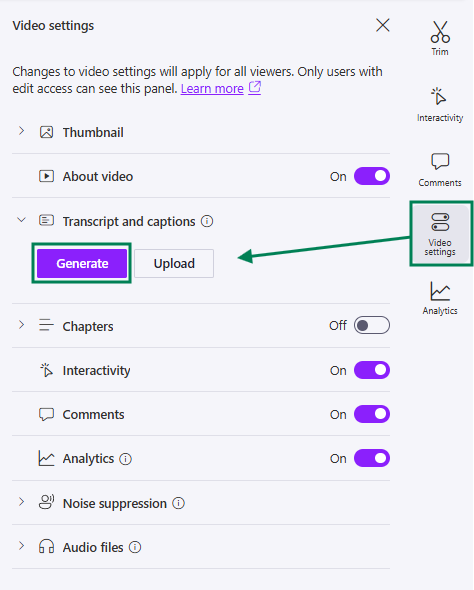 Video settings
Changes to video settings will apply for all viewers. Only users with
edit access can see this panel. Learn more
Thumbnail
About video
On
Transcript and captions
Generate
Upload
Chapters
Off
Interactivity
On
Comments
On
Analytics
On
Noise suppression
Audio files
Trim
Interactivity
Comments
Video
settings
Analytics